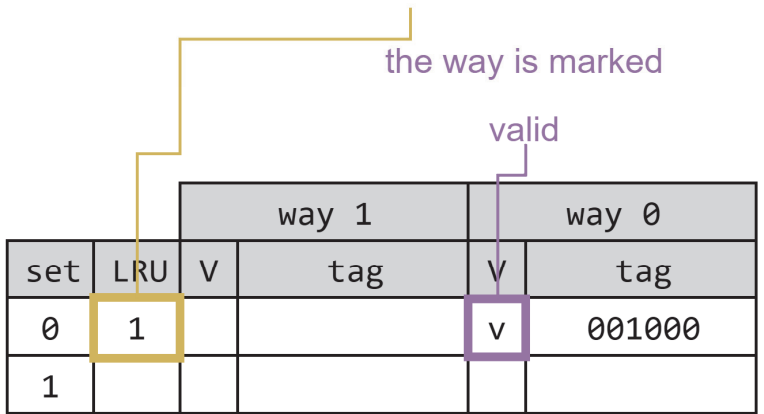 the way is marked
valid
way 1 way 0
set LRU V tag V tag
0 1 v 001000
1